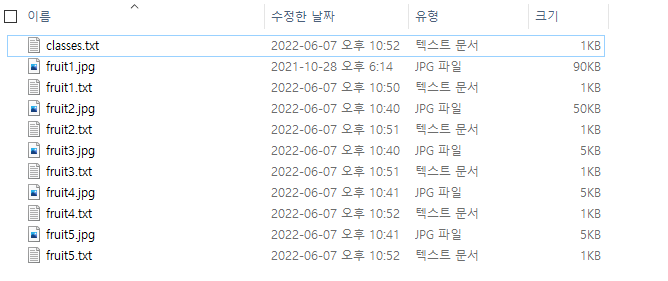 이름 수정한 날짜 유형 크기
classes.txt 2022-06-07 오후 10:52 텍스트 문서 1KB
fruit1.jpg 2021-10-28 오후 6:14 JPG 파일 90KB
fruit1.txt 2022-06-07 오후 10:50 텍스트 문서 1KB
fruit2.jpg 2022-06-07 오후 10:40 JPG 파일 50KB
fruit2.txt 2022-06-07 오후 10:51 텍스트 문서 1KB
fruit3.jpg 2022-06-07 오후 10:40 JPG 파일 5KB
fruit3.txt 2022-06-07 오후 10:51 텍스트 문서 1KB
fruit4.jpg 2022-06-07 오후 10:41 JPG 파일 5KB
fruit4.txt 2022-06-07 오후 10:52 텍스트 문서 1KB
fruit5.jpg 2022-06-07 오후 10:41 JPG 파일 5KB
fruit5.txt 2022-06-07 오후 10:52 텍스트 문서 1KB